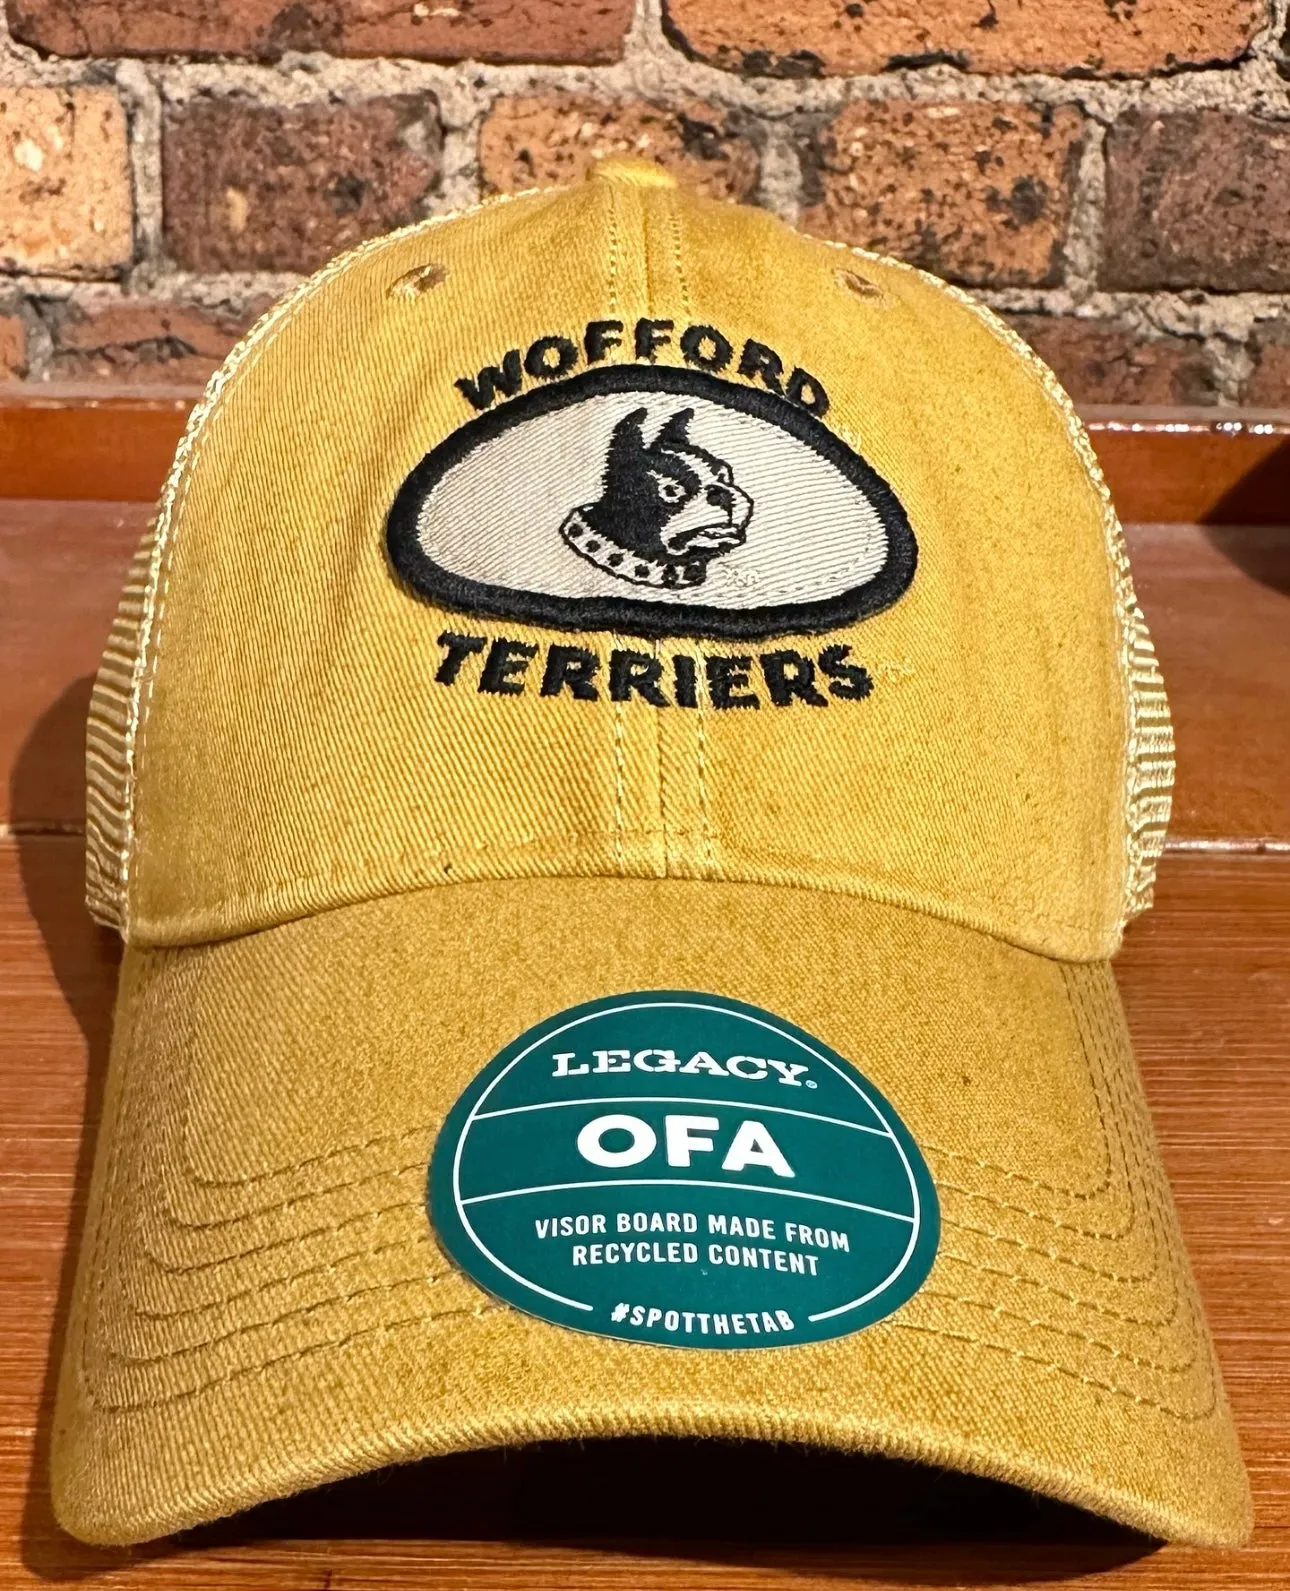 WOFFORD
TERRIERS
LEGACY®
OFA
VISOR BOARD MADE FROM
RECYCLED CONTENT
#SPOTTHETAB